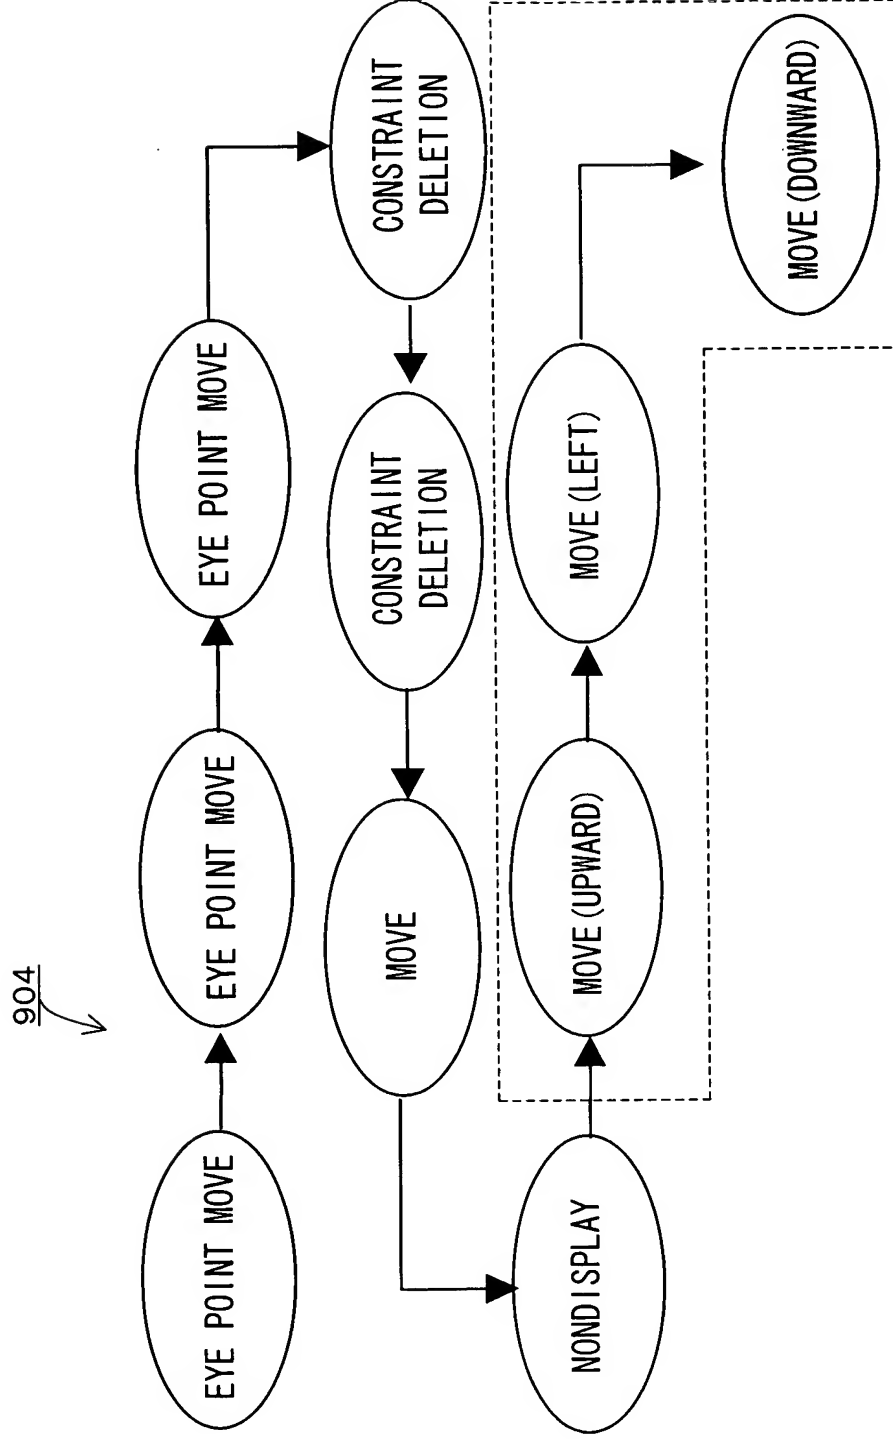 904
EYE POINT MOVE
EYE POINT MOVE
EYE POINT MOVE
CONSTRAINT
DELETION
CONSTRAINT
DELETION
MOVE
NONDISPLAY
MOVE(UPWARD)
MOVE(LEFT)
MOVE(DOWNWARD)